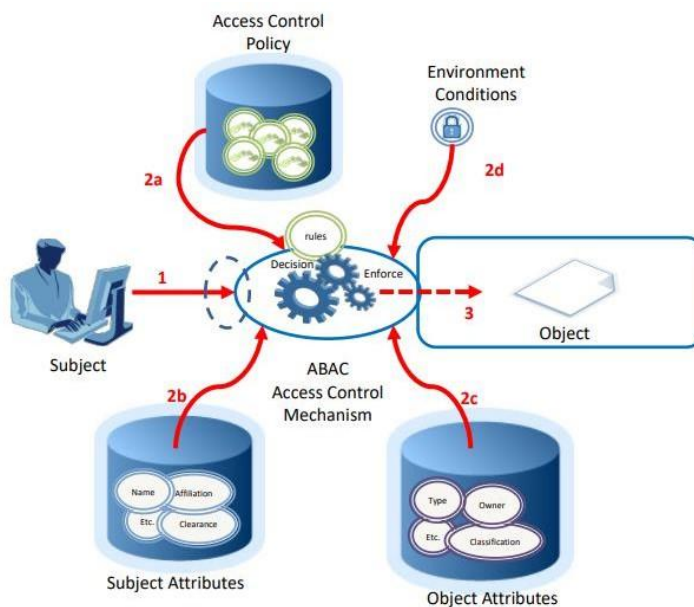 Access Control
Policy
Environment
Conditions
2a
2d
rules
Decision
Enforce
1
3
Subject
Object
ABAC
Access Control
Mechanism
2b
2c
Name
Affiliation
Etc.
Clearance
Type
Owner
Etc.
Classification
Subject Attributes
Object Attributes